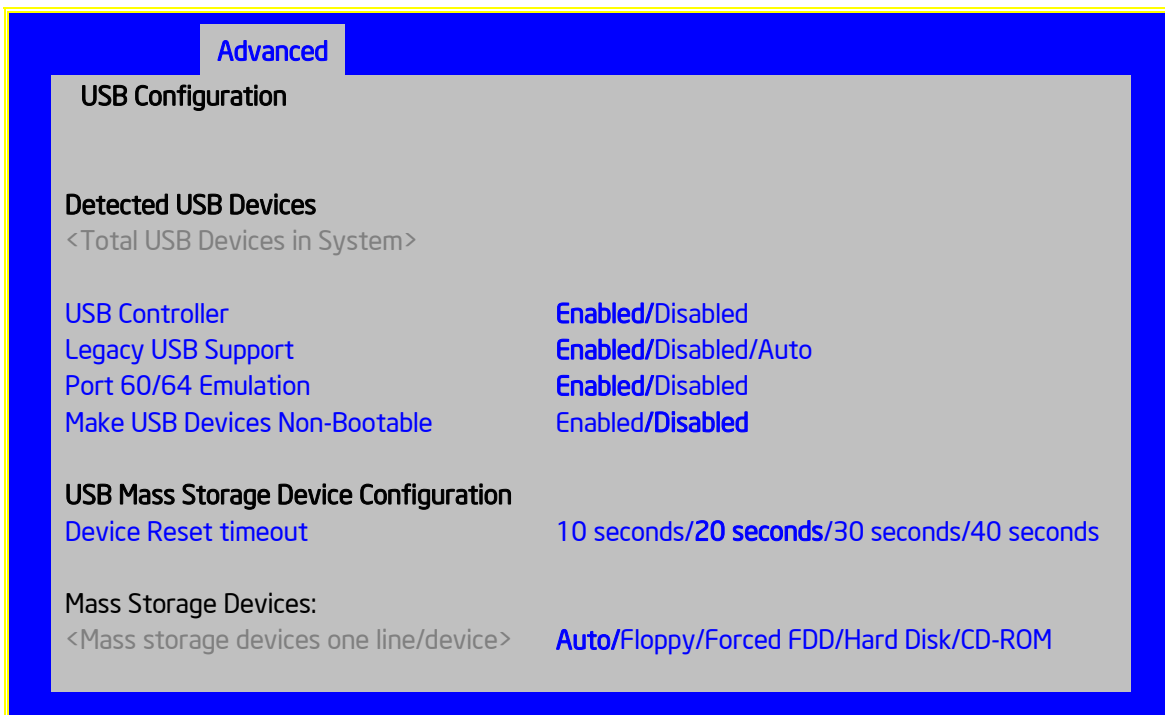 Advanced
USB Configuration
Detected USB Devices
<Total USB Devices in System>
USB Controller Enabled/Disabled
Legacy USB Support Enabled/Disabled/Auto
Port 60/64 Emulation Enabled/Disabled
Make USB Devices Non-Bootable Enabled/Disabled
USB Mass Storage Device Configuration
Device Reset timeout 10 seconds/20 seconds/30 seconds/40 seconds
Mass Storage Devices:
<Mass storage devices one line/device> Auto/Floppy/Forced FDD/Hard Disk/CD-ROM